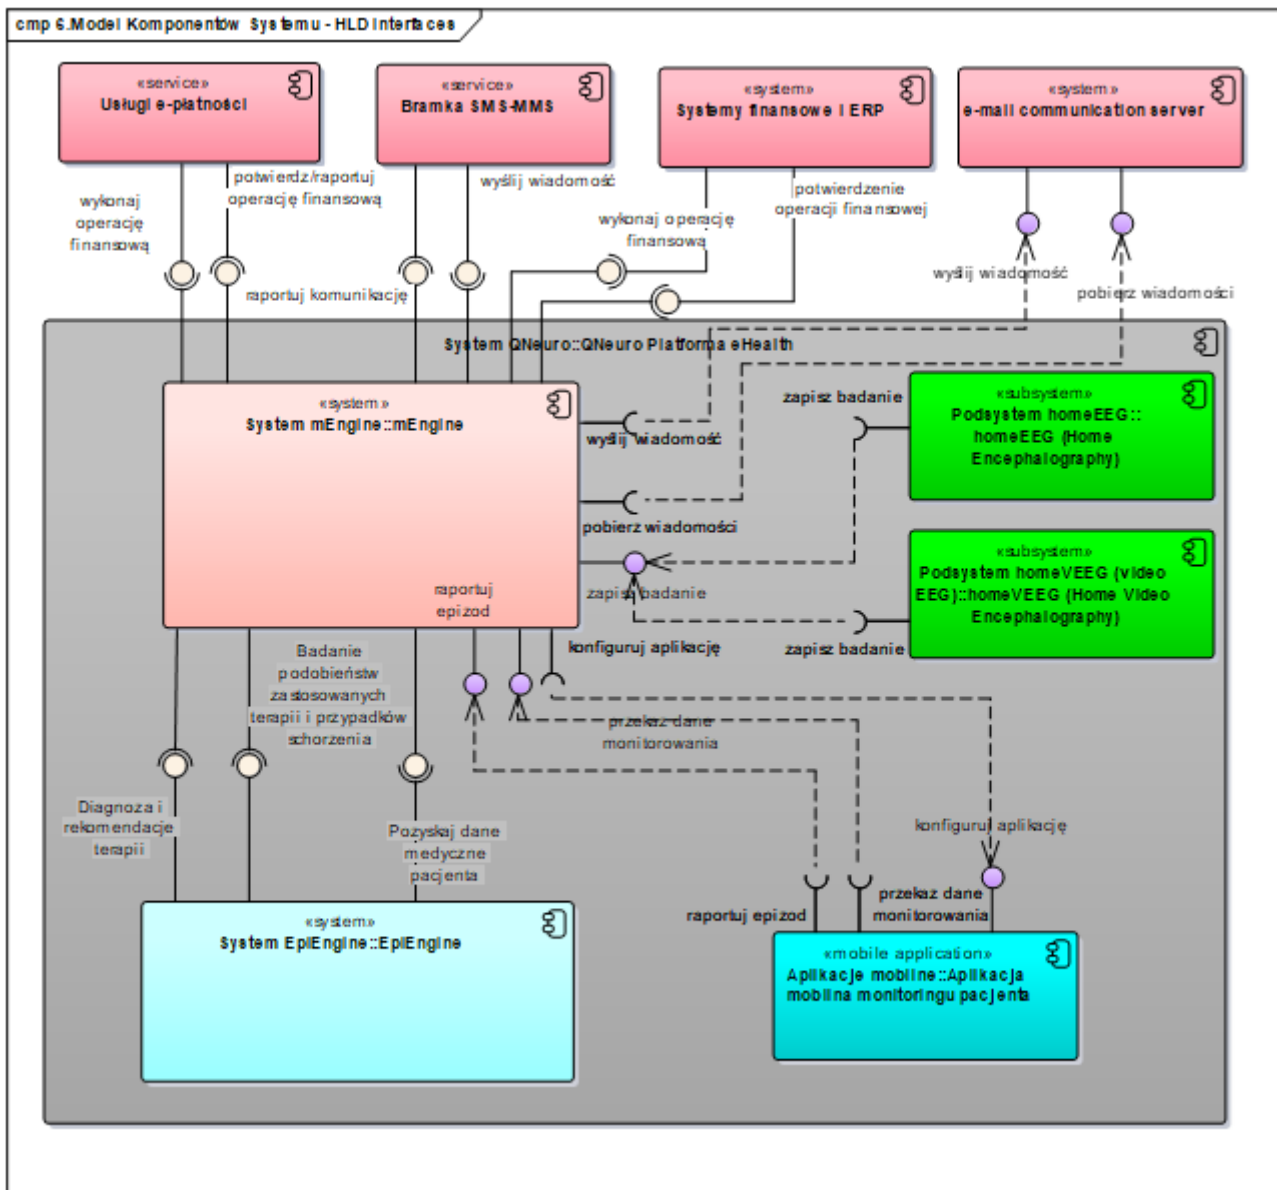 cmp 6.Model Komponentów Systemu - HLD Interfaces
«service»
Usługi e-płatności
«service»
Bramka SMS-MMS
«system»
Systemy finansowe i ERP
«system»
e-mail communication server
wykonaj
operację
finansową
potwierdz/raportuj
operację finansową
wyślij wiadomość
raportuj komunikację
wykonaj operację
finansową
potwierdzenie
operacji finansowej
wyślij wiadomość
pobierz wiadomości
System QNeuro::QNeuro Platforma eHealth
«system»
System mEngine::mEngine
wyślij wiadomość
pobierz wiadomości
zapisz badanie
zapisz badanie
«subsystem»
Podsystem homeEEG::
homeEEG (Home
Encephalography)
«subsystem»
Podsystem homeVEEG (video
EEG)::homeVEEG (Home Video
Encephalography)
zapisz badanie
raportuj
epizod
konfiguruj aplikację
Badanie
podobieństw
zastosowanych
terapii i przypadków
schorzenia
przekaz dane
monitorowania
Diagnoza i
rekomendacje
terapii
Pozyskaj dane
medyczne
pacjenta
konfiguruj aplikację
raportuj epizod
przekaz dane
monitorowania
«system»
System EpiEngine::EpiEngine
«mobile application»
Aplikacje mobilne::Aplikacja
mobilna monitoringu pacjenta